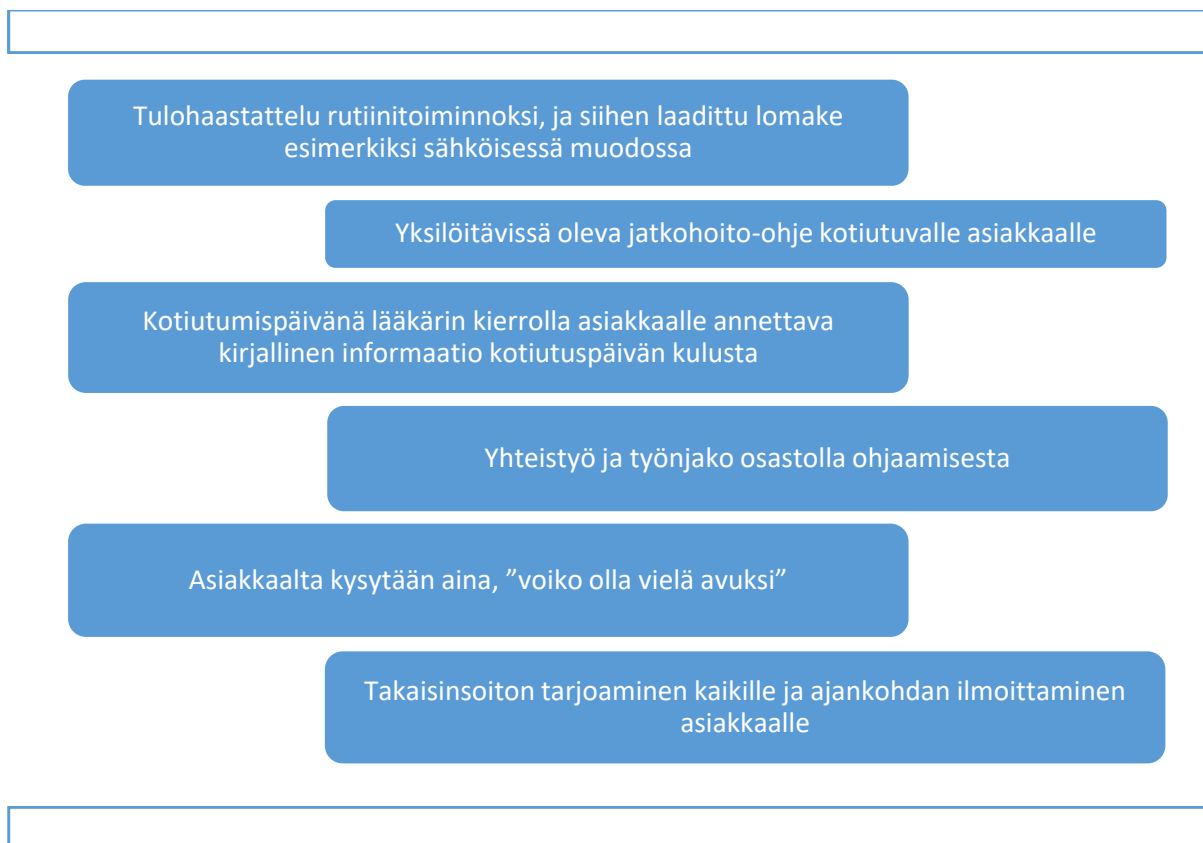 Tulohaastattelu rutiinitoiminnoksi, ja siihen laadittu lomake
esimerkiksi sähköisessä muodossa
Yksilöitävissä oleva jatkohoito-ohje kotiutuvalle asiakkaalle
Kotiutumispäivänä lääkärin kierrolla asiakkaalle annettava
kirjallinen informaatio kotiutuspäivän kulusta
Yhteistyö ja työnjako osastolla ohjaamisesta
Asiakkaalta kysytään aina, ”voiko olla vielä avuksi”
Takaisinsoiton tarjoaminen kaikille ja ajankohdan ilmoittaminen
asiakkaalle